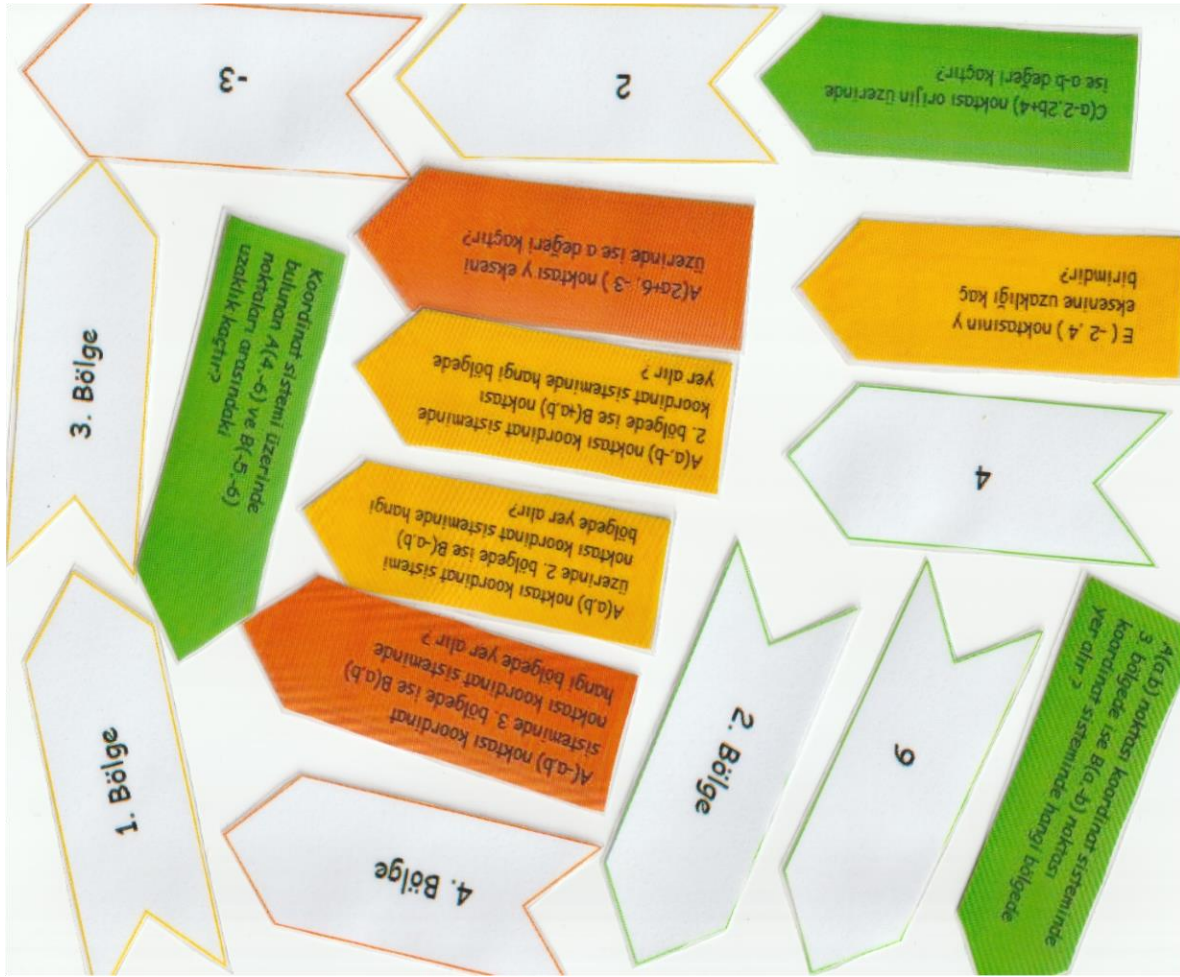 -3
2
C(a-2,2b+4) noktası orijin üzerinde
ise a-b değeri kaçtır?
3. Bölge
Koordinat sistemi üzerinde
bulunan A(4,-6) ve B(-5,-6)
noktaları arasındaki
uzaklık kaçtır?
A(2a+6, -3 ) noktası y ekseni
üzerinde ise a değeri kaçtır?
E ( -2, 4 ) noktasının y
eksenine uzaklığı kaç
birimdir?
A(a,-b) noktası koordinat sisteminde
2. bölgede ise B(+a,b) noktası
koordinat sisteminde hangi bölgede
yer alır ?
4
A(a,b) noktası koordinat sistemi
üzerinde 2. bölgede ise B(-a,b)
noktası koordinat sisteminde hangi
bölgede yer alır?
A(-a,b) noktası koordinat
sisteminde 3. bölgede ise B(a,b)
noktası koordinat sisteminde
hangi bölgede yer alır ?
1. Bölge
4. Bölge
2. Bölge
9
A(a,b) noktası koordinat sisteminde
3. bölgede ise B(a,-b) noktası
koordinat sisteminde hangi bölgede
yer alır ?